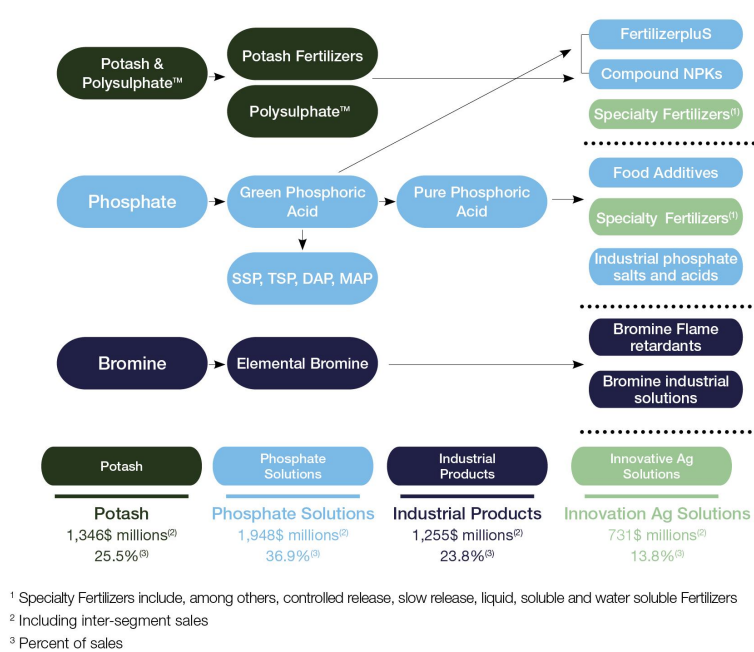 Potash &
Polysulphate™
Potash Fertilizers
Polysulphate™
FertilizerpluS
Compound NPKs
Specialty Fertilizers(1)
Phosphate
Green Phosphoric
Acid
Pure Phosphoric
Acid
SSP, TSP, DAP, MAP
Food Additives
Specialty Fertilizers(1)
Industrial phosphate
salts and acids
Bromine
Elemental Bromine
Bromine Flame
retardants
Bromine industrial
solutions
Potash
Phosphate
Solutions
Industrial
Products
Innovative Ag
Solutions
Potash
1,346$ millions(2)
25.5%(3)
Phosphate Solutions
1,948$ millions(2)
36.9%(3)
Industrial Products
1,255$ millions(2)
23.8%(3)
Innovation Ag Solutions
731$ millions(2)
13.8%(3)
1 Specialty Fertilizers include, among others, controlled release, slow release, liquid, soluble and water soluble Fertilizers
2 Including inter-segment sales
3 Percent of sales